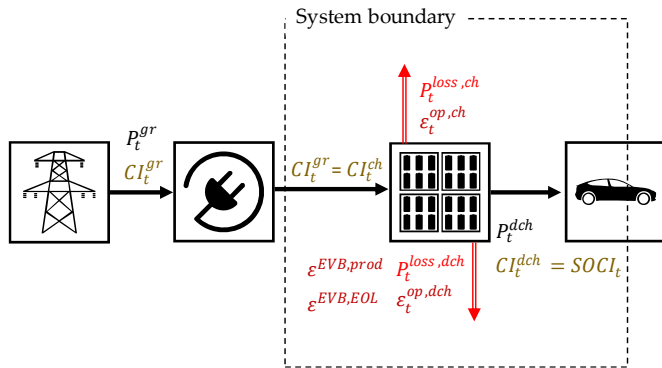 System boundary
P_t^{loss,ch}
ε_t^{op,ch}
P_t^{gr}
CI_t^{gr}
CI_t^{gr} = CI_t^{ch}
P_t^{dch}
CI_t^{dch} = SOCI_t
ε^{EVB,prod} P_t^{loss,dch}
ε^{EVB,EOL} ε_t^{op,dch}